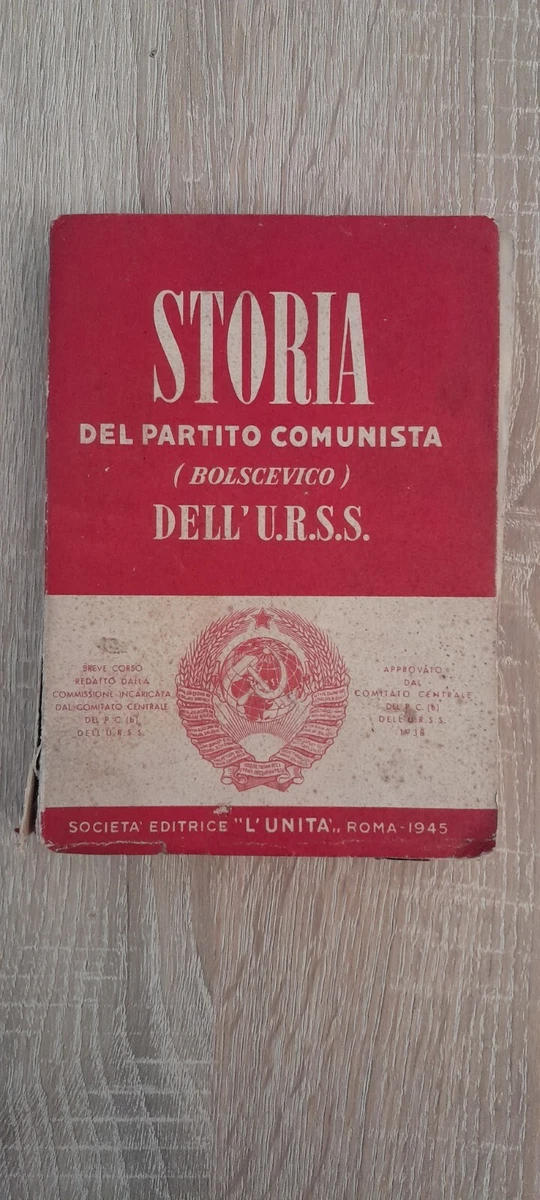 STORIA
DEL PARTITO COMUNISTA
(BOLSCEVICO)
DELL'U.R.S.S.
BREVE CORSO
REDATTO DALLA
COMMISSIONE INCARICATA
DAL COMITATO CENTRALE
DEL P.C.(b)
DELL'U.R.S.S.
APPROVATO
DAL
COMITATO CENTRALE
DEL P.C.(b)
DELL'U.R.S.S.
1938
SOCIETA' EDITRICE "L'UNITA'„ ROMA-1945